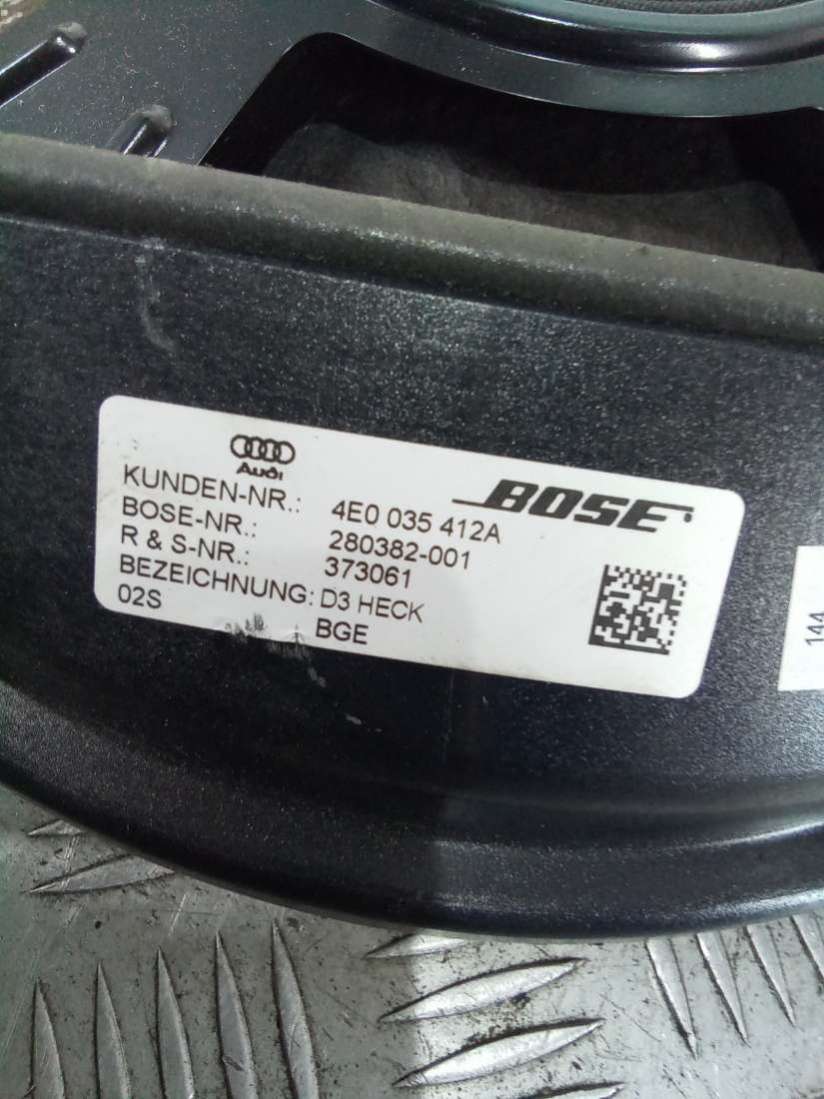 Audi
BOSE
KUNDEN-NR.: 4E0 035 412A
BOSE-NR.: 280382-001
R & S-NR.: 373061
BEZEICHNUNG: D3 HECK
02S BGE
144